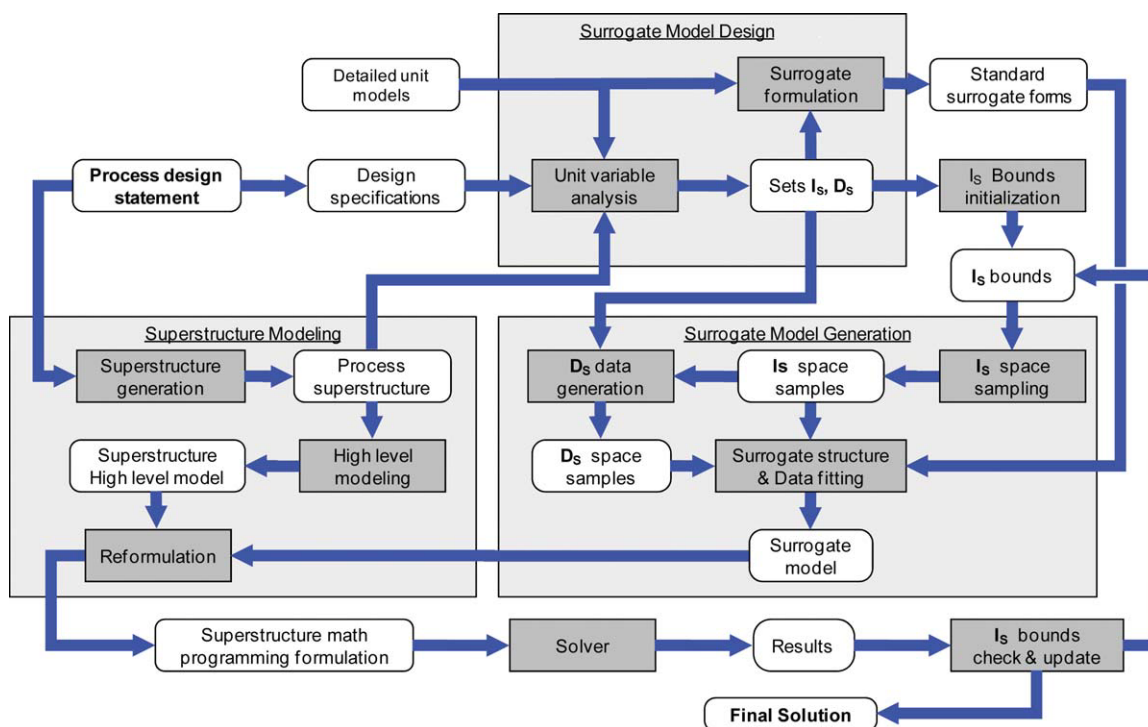 Surrogate Model Design
Detailed unit
models
Surrogate
formulation
Standard
surrogate forms
Process design
statement
Design
specifications
Unit variable
analysis
Sets Is, Ds
Is Bounds
initialization
Is bounds
Superstructure Modeling
Surrogate Model Generation
Superstructure
generation
Process
superstructure
Ds data
generation
Is space
samples
Is space
sampling
Superstructure
High level model
High level
modeling
Ds space
samples
Surrogate structure
& Data fitting
Reformulation
Surrogate
model
Superstructure math
programming formulation
Solver
Results
Is bounds
check & update
Final Solution